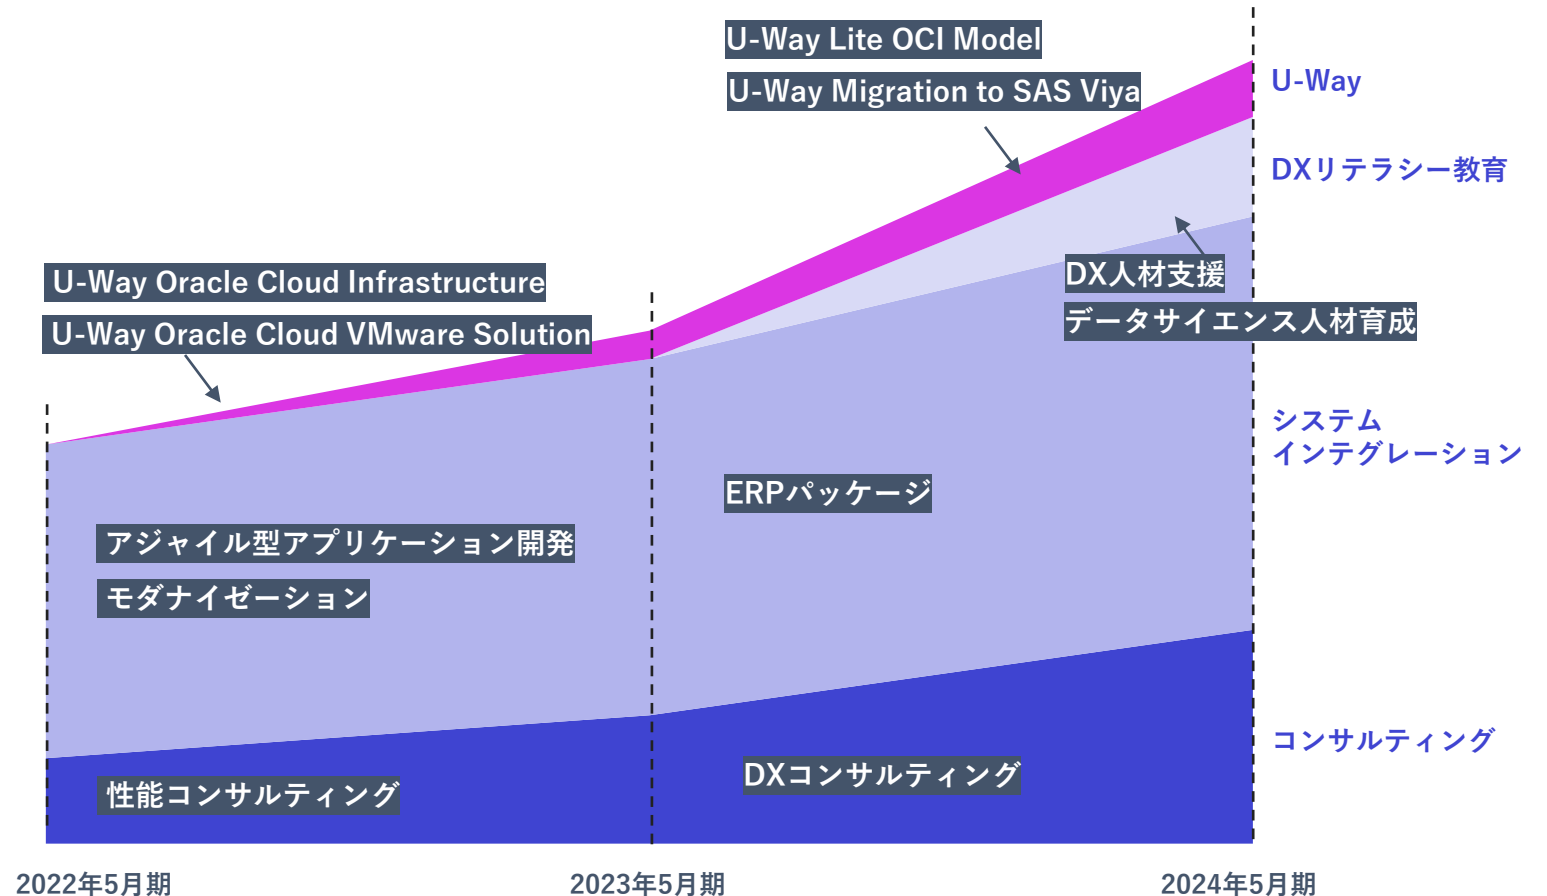 U-Way Lite OCI Model
U-Way Migration to SAS Viya
U-Way
DXリテラシー教育
U-Way Oracle Cloud Infrastructure
U-Way Oracle Cloud VMware Solution
DX人材支援
データサイエンス人材育成
システム
インテグレーション
ERPパッケージ
アジャイル型アプリケーション開発
モダナイゼーション
コンサルティング
性能コンサルティング
DXコンサルティング
2022年5月期
2023年5月期
2024年5月期